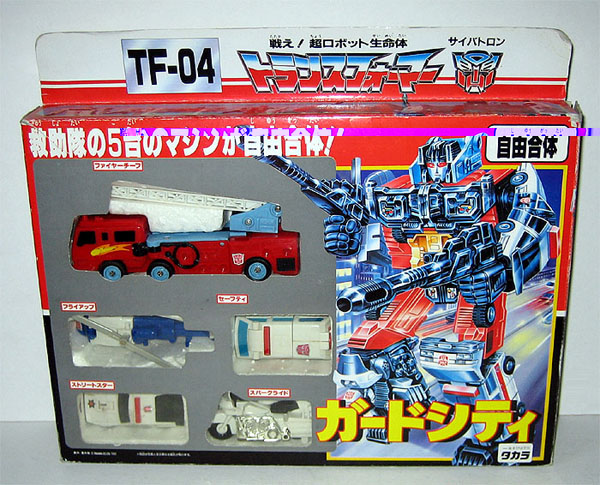 戦え!超ロボット生命体
サイバトロン
TF-04
トランスフォーマー
救助隊の5台のマシンが自由合体!
自由合体
ファイヤーチーフ
フライアップ
セーフティ
ストリートスター
スパークライド
ガードシティ
タカラ